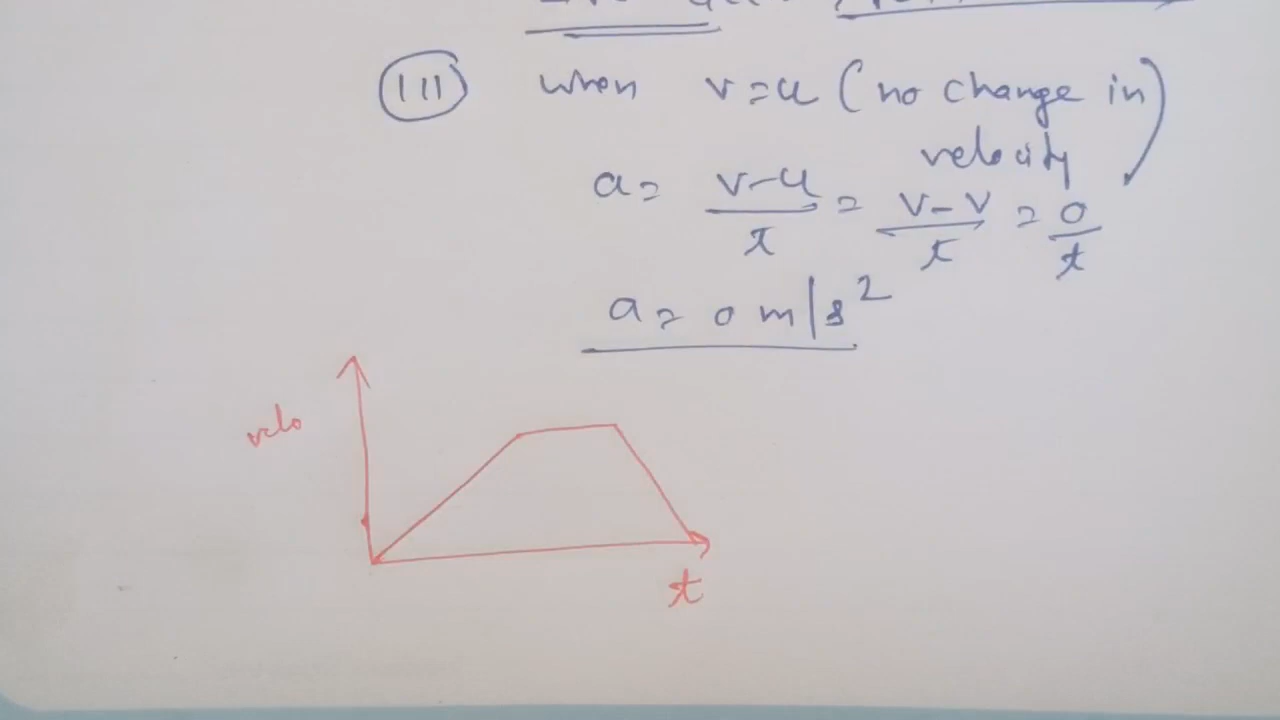 (III) when v=u (no change in
velocity
a= v-u/t = v-v/t = 0/t
a= 0 m/s²
velo
t